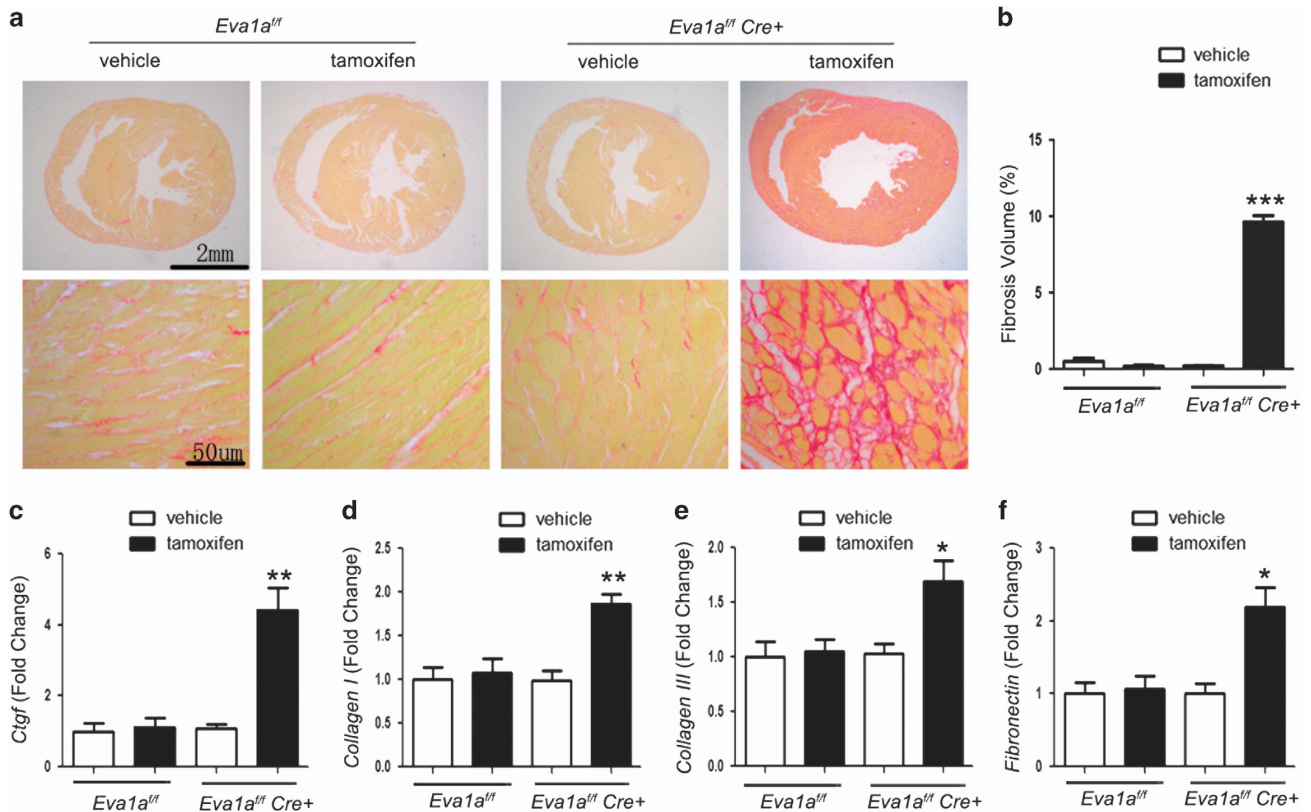 a
Eva1a^f/f
Eva1a^f/f Cre+
vehicle
tamoxifen
vehicle
tamoxifen
2mm
50um
b
vehicle
tamoxifen
Fibrosis Volume (%)
15
10
5
0
***
Eva1a^f/f
Eva1a^f/f Cre+
c
vehicle
tamoxifen
Ctgf (Fold Change)
6
4
2
0
**
Eva1a^f/f
Eva1a^f/f Cre+
d
vehicle
tamoxifen
Collagen I (Fold Change)
2.5
2.0
1.5
1.0
0.5
0.0
**
Eva1a^f/f
Eva1a^f/f Cre+
e
vehicle
tamoxifen
Collagen III (Fold Change)
2.0
1.5
1.0
0.5
0.0
*
Eva1a^f/f
Eva1a^f/f Cre+
f
vehicle
tamoxifen
Fibronectin (Fold Change)
3
2
1
0
*
Eva1a^f/f
Eva1a^f/f Cre+